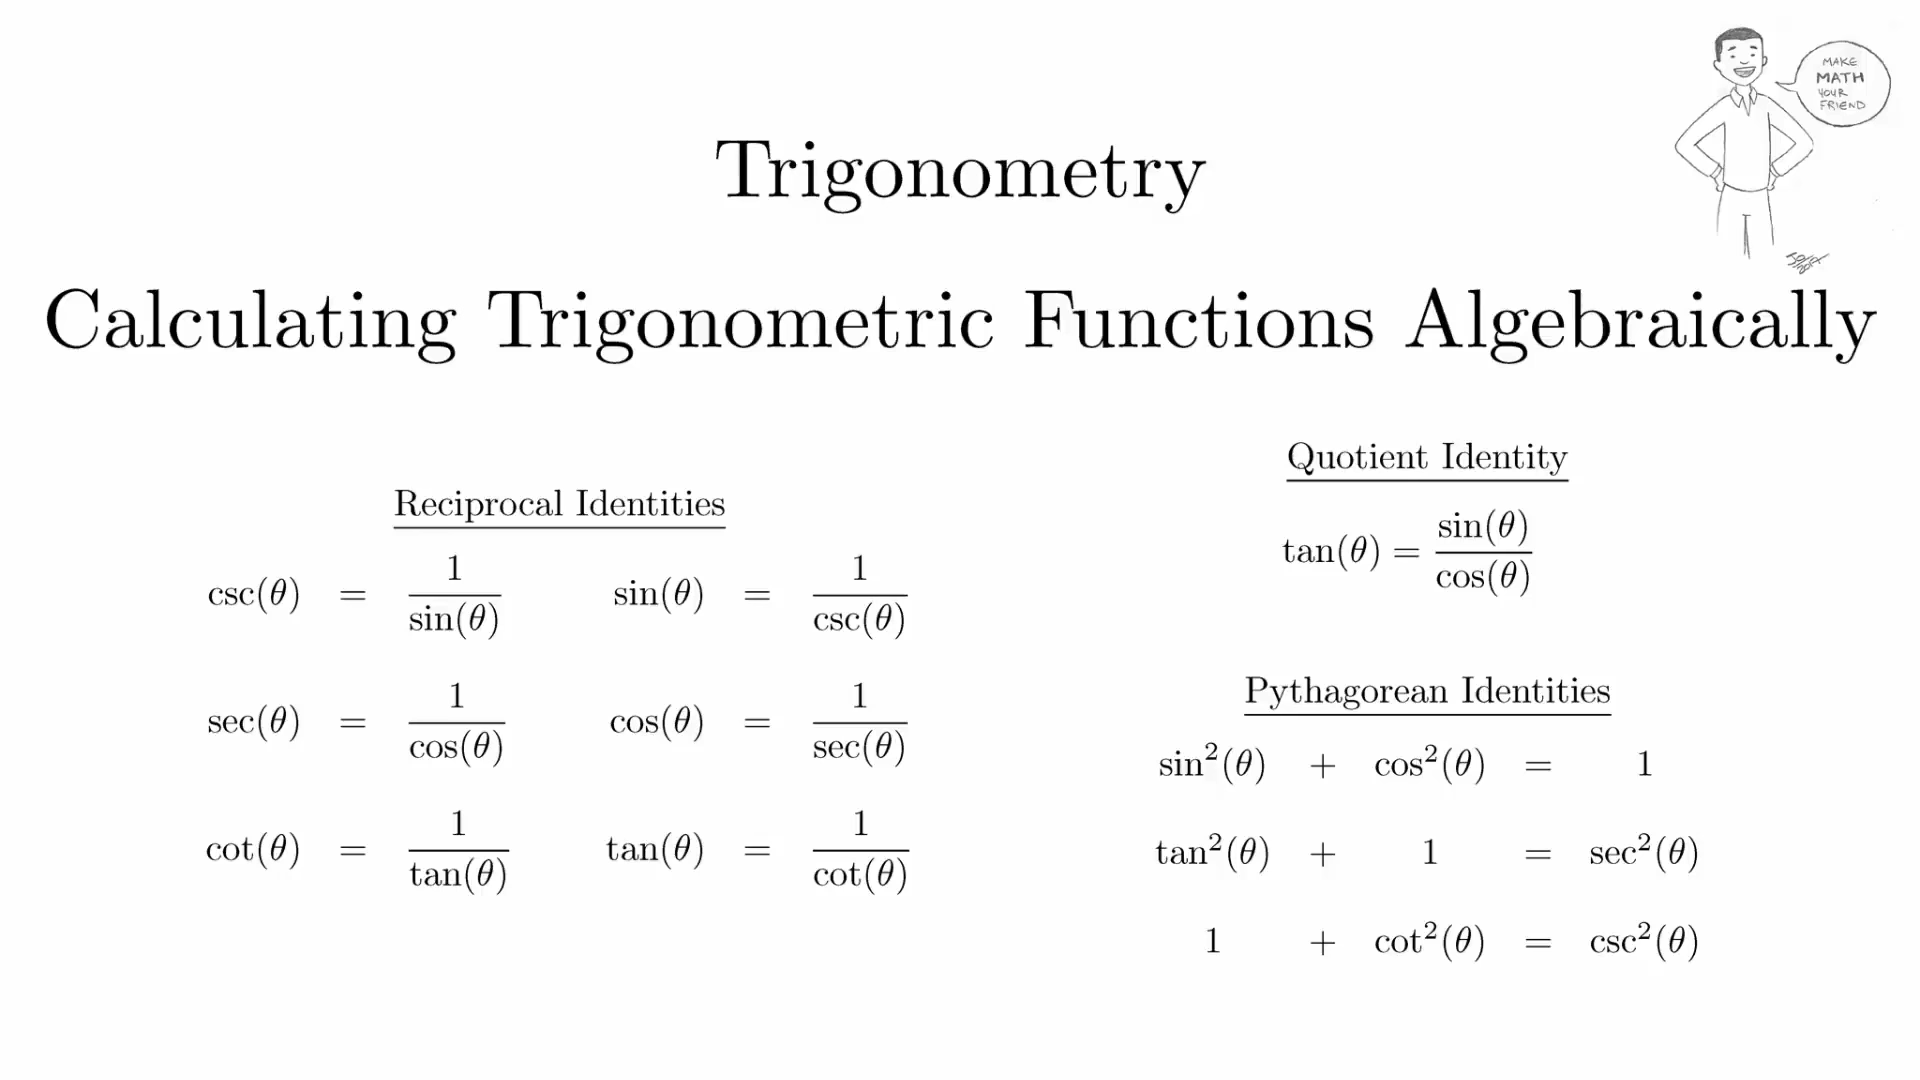 MAKE
MATH
YOUR
FRIEND
Trigonometry
Calculating Trigonometric Functions Algebraically
Reciprocal Identities
csc(θ) = 1/sin(θ) sin(θ) = 1/csc(θ)
sec(θ) = 1/cos(θ) cos(θ) = 1/sec(θ)
cot(θ) = 1/tan(θ) tan(θ) = 1/cot(θ)
Quotient Identity
tan(θ) = sin(θ)/cos(θ)
Pythagorean Identities
sin²(θ) + cos²(θ) = 1
tan²(θ) + 1 = sec²(θ)
1 + cot²(θ) = csc²(θ)